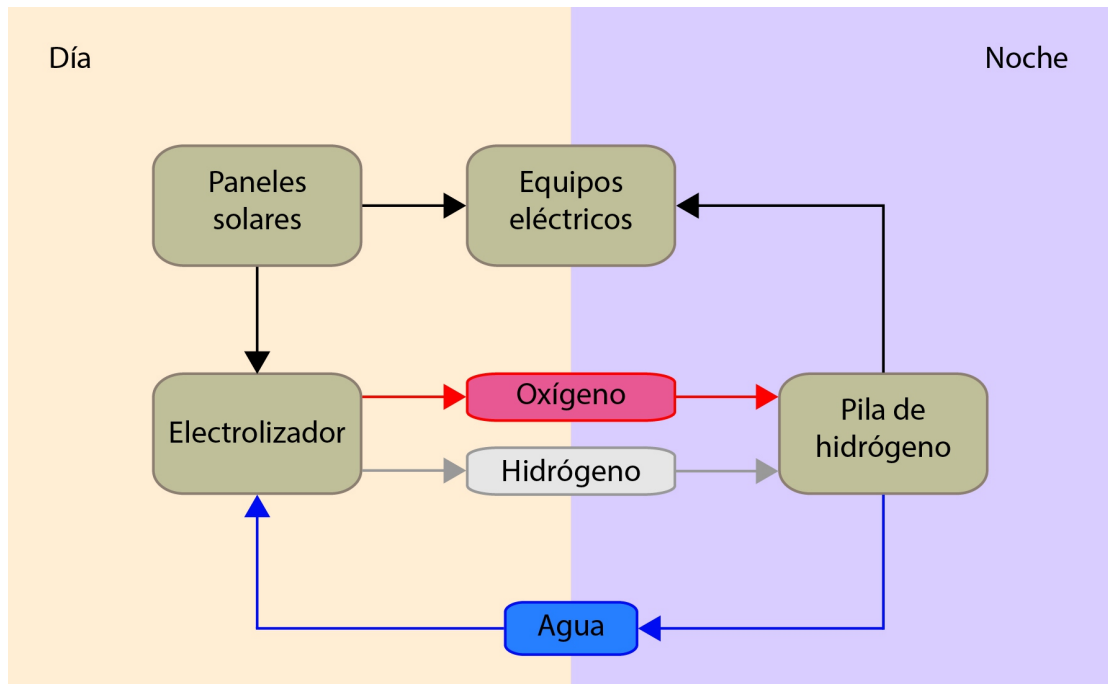 Día
Noche
Paneles
solares
Equipos
eléctricos
Electrolizador
Oxígeno
Hidrógeno
Pila de
hidrógeno
Agua